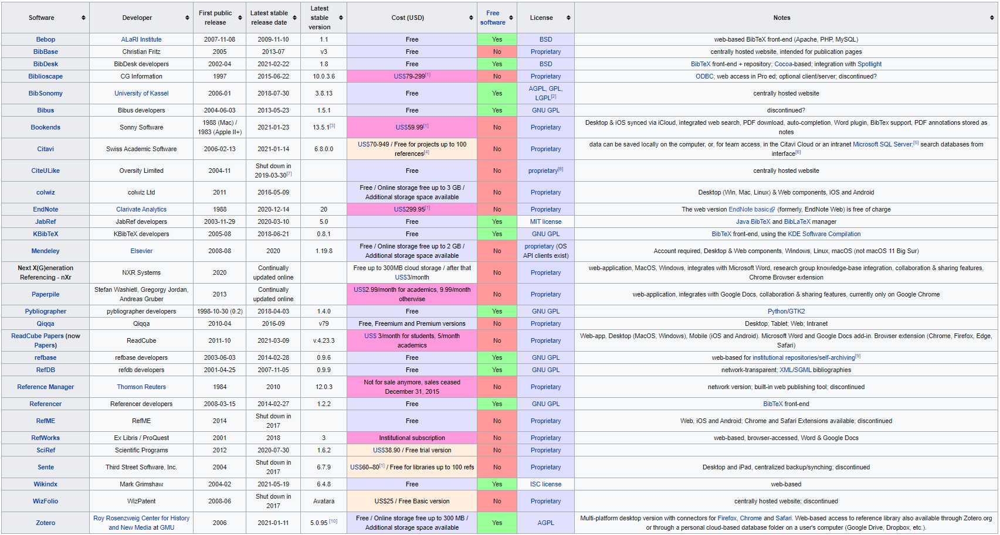 Software Developer First public release Latest stable release date Latest stable version Cost (USD) Free software License Notes
Bebop ALaRI Institute 2007-11-08 2009-11-10 1.1 Free Yes BSD web-based BibTeX front-end (Apache, PHP, MySQL)
BibBase Christian Fritz 2005 2013-07 v3 Free No Proprietary centrally hosted website, intended for publication pages
BibDesk BibDesk developers 2002-04 2021-02-22 1.8 Free Yes BSD BibTeX front-end + repository; Cocoa-based; integration with Spotlight
Biblioscape CG Information 1997 2015-06-22 10.0.3.6 US$79-299[1] No Proprietary ODBC; web access in Pro ed; optional client/server; discontinued?
BibSonomy University of Kassel 2006-01 2018-07-30 3.8.13 Free Yes AGPL, GPL, LGPL[2] centrally hosted website
Bibus Bibus developers 2004-06-03 2013-05-23 1.5.1 Free Yes GNU GPL discontinued?
Bookends Sonny Software 1988 (Mac) / 1983 (Apple II+) 2021-01-23 13.5.1[3] US$59.99[1] No Proprietary Desktop & iOS synced via iCloud, integrated web search, PDF download, auto-completion, Word plugin, BibTex support, PDF annotations stored as notes
Citavi Swiss Academic Software 2006-02-13 2021-01-14 6.8.0.0 US$70-949 / Free for projects up to 100 references[4] No Proprietary data can be saved locally on the computer, or, for team access, in the Citavi Cloud or an intranet Microsoft SQL Server;[5] search databases from interface[6]
CiteULike Oversity Limited 2004-11 Shut down in 2019-03-30[7] Free No proprietary[8] centrally hosted website
colwiz colwiz Ltd 2011 2016-05-09 Free / Online storage free up to 3 GB / Additional storage space available No Proprietary Desktop (Win, Mac, Linux) & Web components, iOS and Android
EndNote Clarivate Analytics 1988 2020-12-14 20 US$299.95[1] No Proprietary The web version EndNote basic (formerly, EndNote Web) is free of charge
JabRef JabRef developers 2003-11-29 2020-03-10 5.0 Free Yes MIT license Java BibTeX and BibLaTeX manager
KBibTeX KBibTeX developers 2005-08 2018-06-21 0.8.1 Free Yes GNU GPL BibTeX front-end, using the KDE Software Compilation
Mendeley Elsevier 2008-08 2020 1.19.8 Free / Online storage free up to 2 GB / Additional storage space available No proprietary (OS API clients exist) Account required, Desktop & Web components, Windows, Linux, macOS (not macOS 11 Big Sur)
Next X(G)eneration Referencing - nXr NXR Systems 2020 Continually updated online Free up to 300MB cloud storage / after that US$3/month No Proprietary web-application, MacOS, Windows, integrates with Microsoft Word, research group knowledge-base integration, collaboration & sharing features, Chrome Browser extension
Paperpile Stefan Washietl, Gregorgy Jordan, Andreas Gruber 2013 Continually updated online US$2.99/month for academics, 9.99/month otherwise No Proprietary web-application, integrates with Google Docs, collaboration & sharing features, currently only on Google Chrome
Pybliographer pybliographer developers 1998-10-30 (0.2) 2018-04-03 1.4.0 Free Yes GNU GPL Python/GTK2
Qiqqa Qiqqa 2010-04 2016-09 v79 Free, Freemium and Premium versions No Proprietary Desktop; Tablet; Web; Intranet
ReadCube Papers (now Papers) ReadCube 2011-10 2021-03-09 v.4.23.3 US$ 3/month for students, 5/month academics No Proprietary Web-app, Desktop (MacOS, Windows), Mobile (iOS and Android). Microsoft Word and Google Docs add-in. Browser extension (Chrome, Firefox, Edge, Safari)
refbase refbase developers 2003-06-03 2014-02-28 0.9.6 Free Yes GNU GPL web-based for institutional repositories/self-archiving[9]
RefDB refdb developers 2001-04-25 2007-11-05 0.9.9 Free Yes GNU GPL network-transparent; XML/SGML bibliographies
Reference Manager Thomson Reuters 1984 2010 12.0.3 Not for sale anymore, sales ceased December 31, 2015 No Proprietary network version; built-in web publishing tool; discontinued
Referencer Referencer developers 2008-03-15 2014-02-27 1.2.2 Free Yes GNU GPL BibTeX front-end
RefME RefME 2014 Shut down in 2017 Free No Proprietary Web, iOS and Android; Chrome and Safari Extensions available; discontinued
RefWorks Ex Libris / ProQuest 2001 2018 3 Institutional subscription No Proprietary web-based, browser-accessed, Word & Google Docs
SciRef Scientific Programs 2012 2020-07-30 1.6.2 US$38.90 / Free trial version No Proprietary
Sente Third Street Software, Inc. 2004 Shut down in 2017 6.7.9 US$60–80[1] / Free for libraries up to 100 refs No Proprietary Desktop and iPad, centralized backup/synching; discontinued
Wikindx Mark Grimshaw 2004-02 2021-05-19 6.4.8 Free Yes ISC license web-based
WizFolio WizPatent 2008-06 Shut down in 2017 Avatara US$25 / Free Basic version No Proprietary centrally hosted website; discontinued
Zotero Roy Rosenzweig Center for History and New Media at GMU 2006 2021-01-11 5.0.95 [10] Free / Online storage free up to 300 MB / Additional storage space available Yes AGPL Multi-platform desktop version with connectors for Firefox, Chrome and Safari. Web-based access to reference library also available through Zotero.org or through a personal cloud-based database folder on a user's computer (Google Drive, Dropbox, etc.).